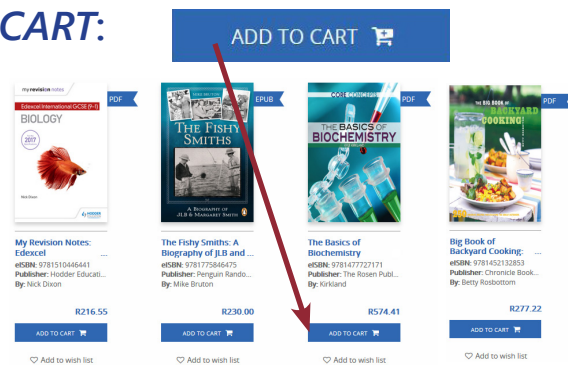 CART:
ADD TO CART
my revision notes
Edexcel International GCSE (9-1)
BIOLOGY
2017
Nick Dixon
HODDER
PDF
THE FISHY
SMITHS
A BIOGRAPHY OF
JLB & MARGARET SMITH
EPUB
CORE CONCEPTS
THE BASICS OF
BIOCHEMISTRY
PDF
THE BIG BOOK OF
BACKYARD
COOKING
PDF
My Revision Notes:
Edexcel ...
eISBN: 9781510446441
Publisher: Hodder Educati...
By: Nick Dixon
R216.55
ADD TO CART
Add to wish list
The Fishy Smiths: A
Biography of JLB and ...
eISBN: 9781775846475
Publisher: Penguin Rando...
By: Mike Bruton
R230.00
ADD TO CART
Add to wish list
The Basics of
Biochemistry
eISBN: 9781477727171
Publisher: The Rosen Publ...
By: Kirkland
R574.41
ADD TO CART
Add to wish list
Big Book of
Backyard Cooking: ...
eISBN: 9781452132853
Publisher: Chronicle Book...
By: Betty Rosbottom
R277.22
ADD TO CART
Add to wish list